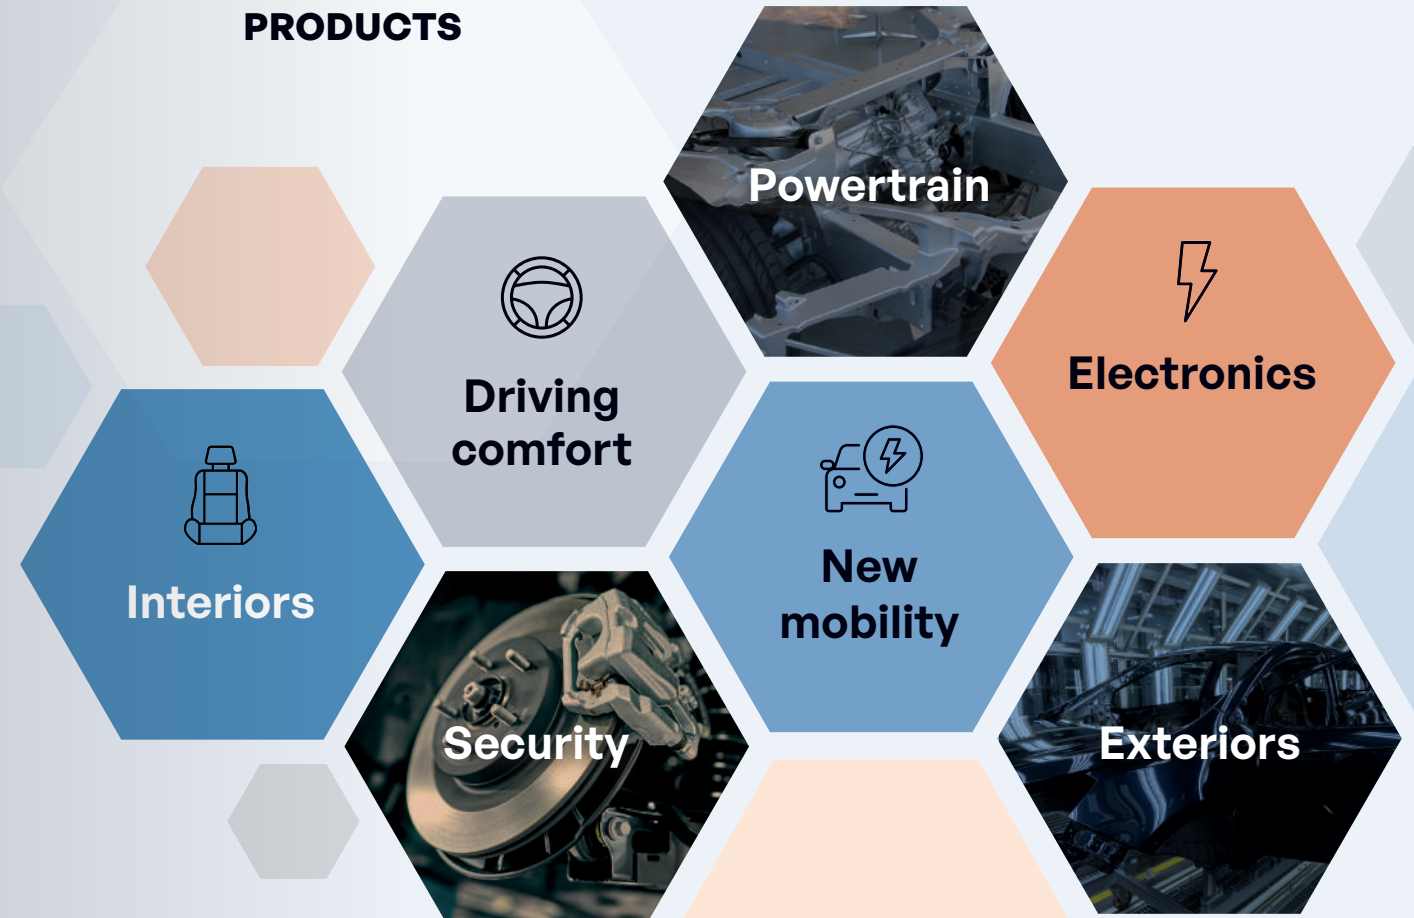 PRODUCTS
Powertrain
Electronics
Driving
comfort
New
mobility
Interiors
Security
Exteriors